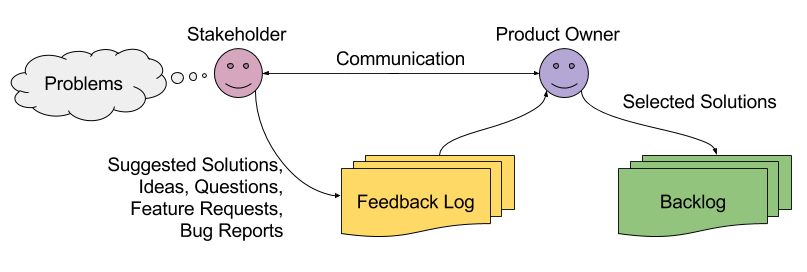 Stakeholder
Product Owner
Problems
Communication
Selected Solutions
Suggested Solutions,
Ideas, Questions,
Feature Requests,
Bug Reports
Feedback Log
Backlog